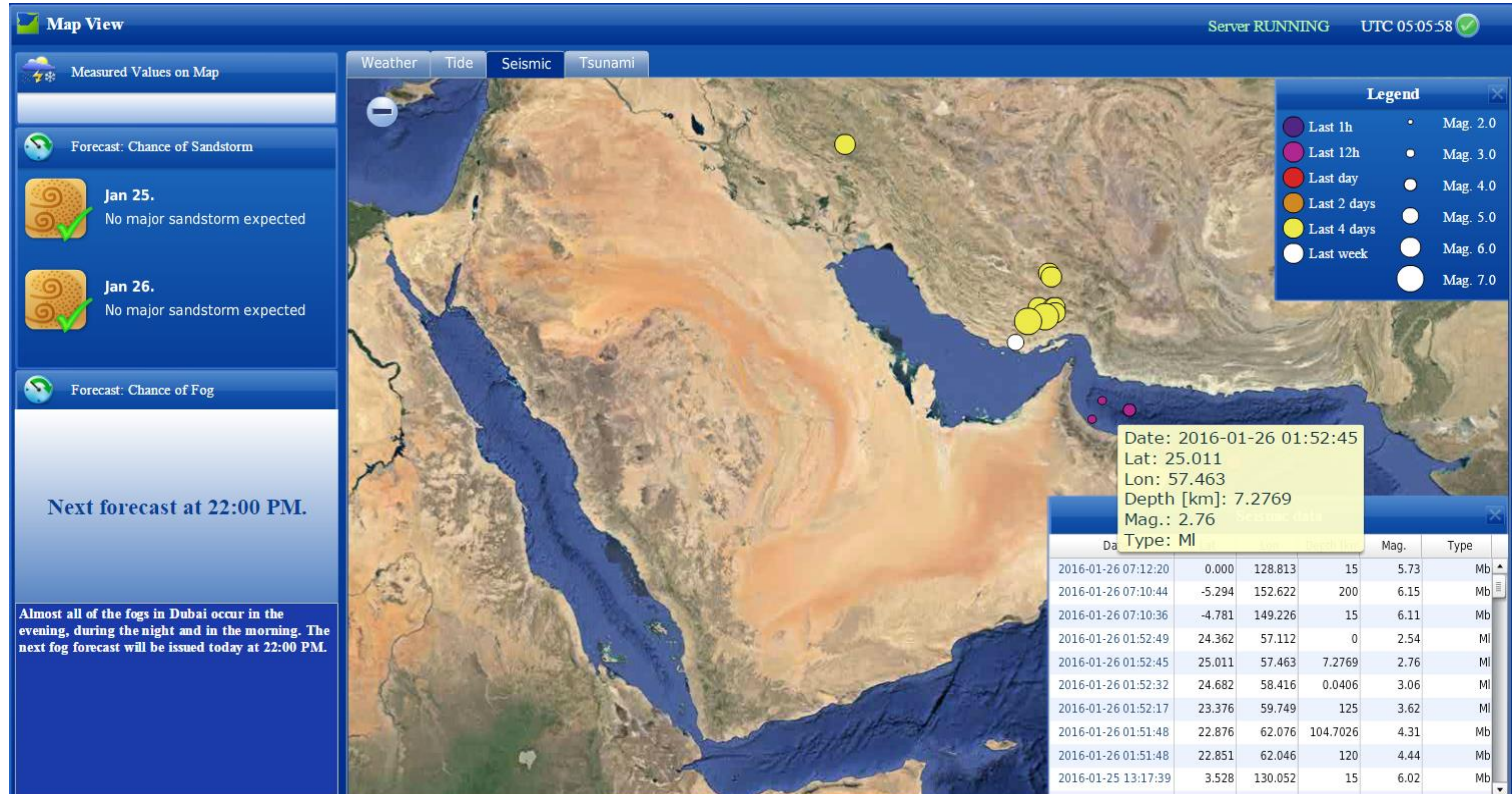 Map View
Server RUNNING
UTC 05:05:58
Measured Values on Map
Forecast: Chance of Sandstorm
Jan 25.
No major sandstorm expected
Jan 26.
No major sandstorm expected
Forecast: Chance of Fog
Next forecast at 22:00 PM.
Almost all of the fogs in Dubai occur in the
evening, during the night and in the morning. The
next fog forecast will be issued today at 22:00 PM.
Weather Tide Seismic Tsunami
Legend
Last 1h Mag. 2.0
Last 12h Mag. 3.0
Last day Mag. 4.0
Last 2 days Mag. 5.0
Last 4 days Mag. 6.0
Last week Mag. 7.0
Date: 2016-01-26 01:52:45
Lat: 25.011
Lon: 57.463
Depth [km]: 7.2769
Mag.: 2.76
Type: Ml
Mag. Type
2016-01-26 07:12:20 0.000 128.813 15 5.73 Mb
2016-01-26 07:10:44 -5.294 152.622 200 6.15 Mb
2016-01-26 07:10:36 -4.781 149.226 15 6.11 Mb
2016-01-26 01:52:49 24.362 57.112 0 2.54 Ml
2016-01-26 01:52:45 25.011 57.463 7.2769 2.76 Ml
2016-01-26 01:52:32 24.682 58.416 0.0406 3.06 Ml
2016-01-26 01:52:17 23.376 59.749 125 3.62 Ml
2016-01-26 01:51:48 22.876 62.076 104.7026 4.31 Mb
2016-01-26 01:51:48 22.851 62.046 120 4.44 Mb
2016-01-25 13:17:39 3.528 130.052 15 6.02 Mb